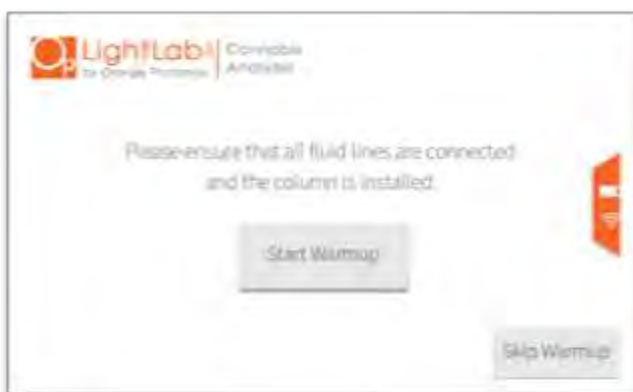 LightLab
Cannabis
by Orange Photonics
Analyzer
Please ensure that all fluid lines are connected
and the column is installed.
Start Warmup
Skip Warmup